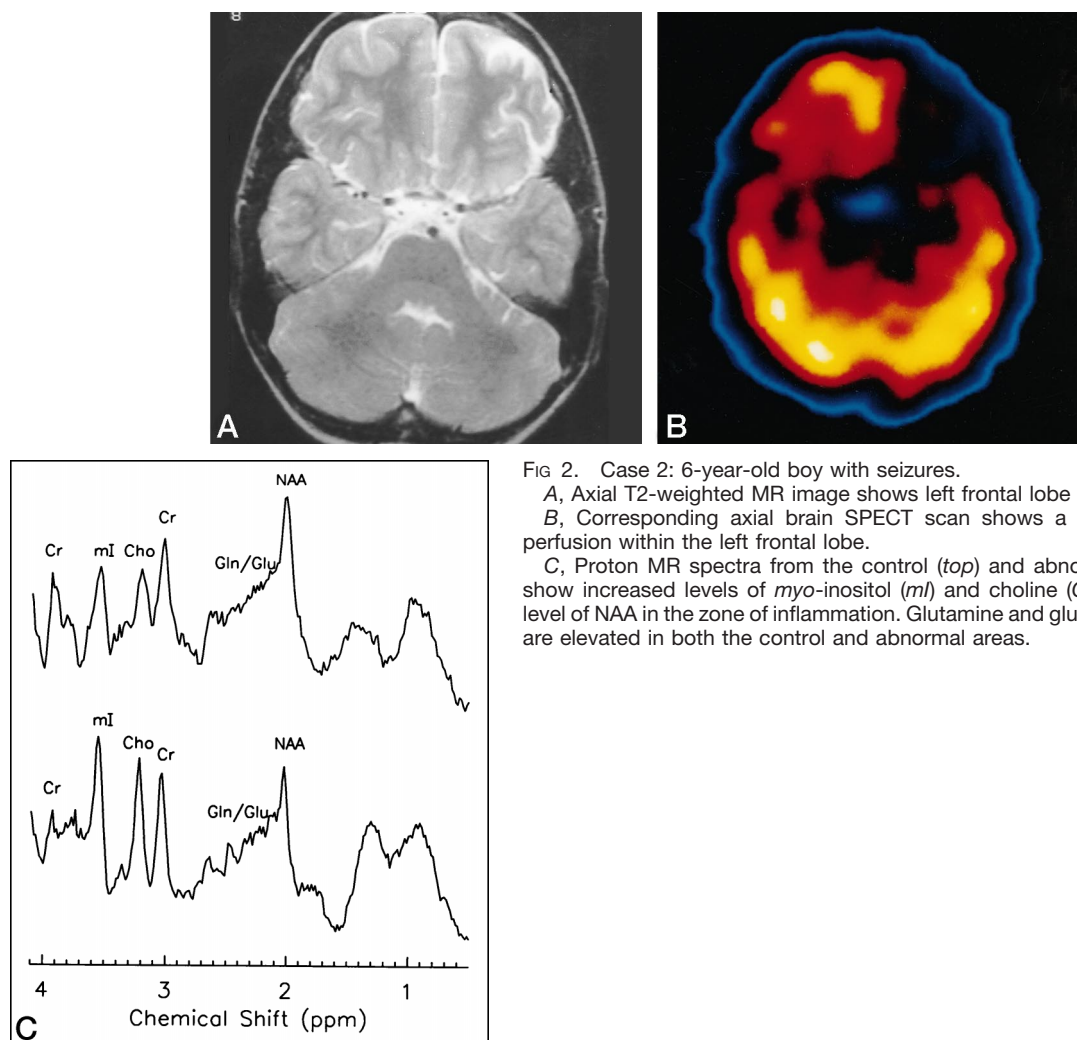 8
A
B
FIG 2. Case 2: 6-year-old boy with seizures.
A, Axial T2-weighted MR image shows left frontal lobe
B, Corresponding axial brain SPECT scan shows a
perfusion within the left frontal lobe.
C, Proton MR spectra from the control (top) and abno
show increased levels of myo-inositol (mI) and choline (
level of NAA in the zone of inflammation. Glutamine and glu
are elevated in both the control and abnormal areas.
Cr mI Cho Cr Gln/Glu NAA
Cr mI Cho Cr Gln/Glu NAA
4 3 2 1
Chemical Shift (ppm)
C